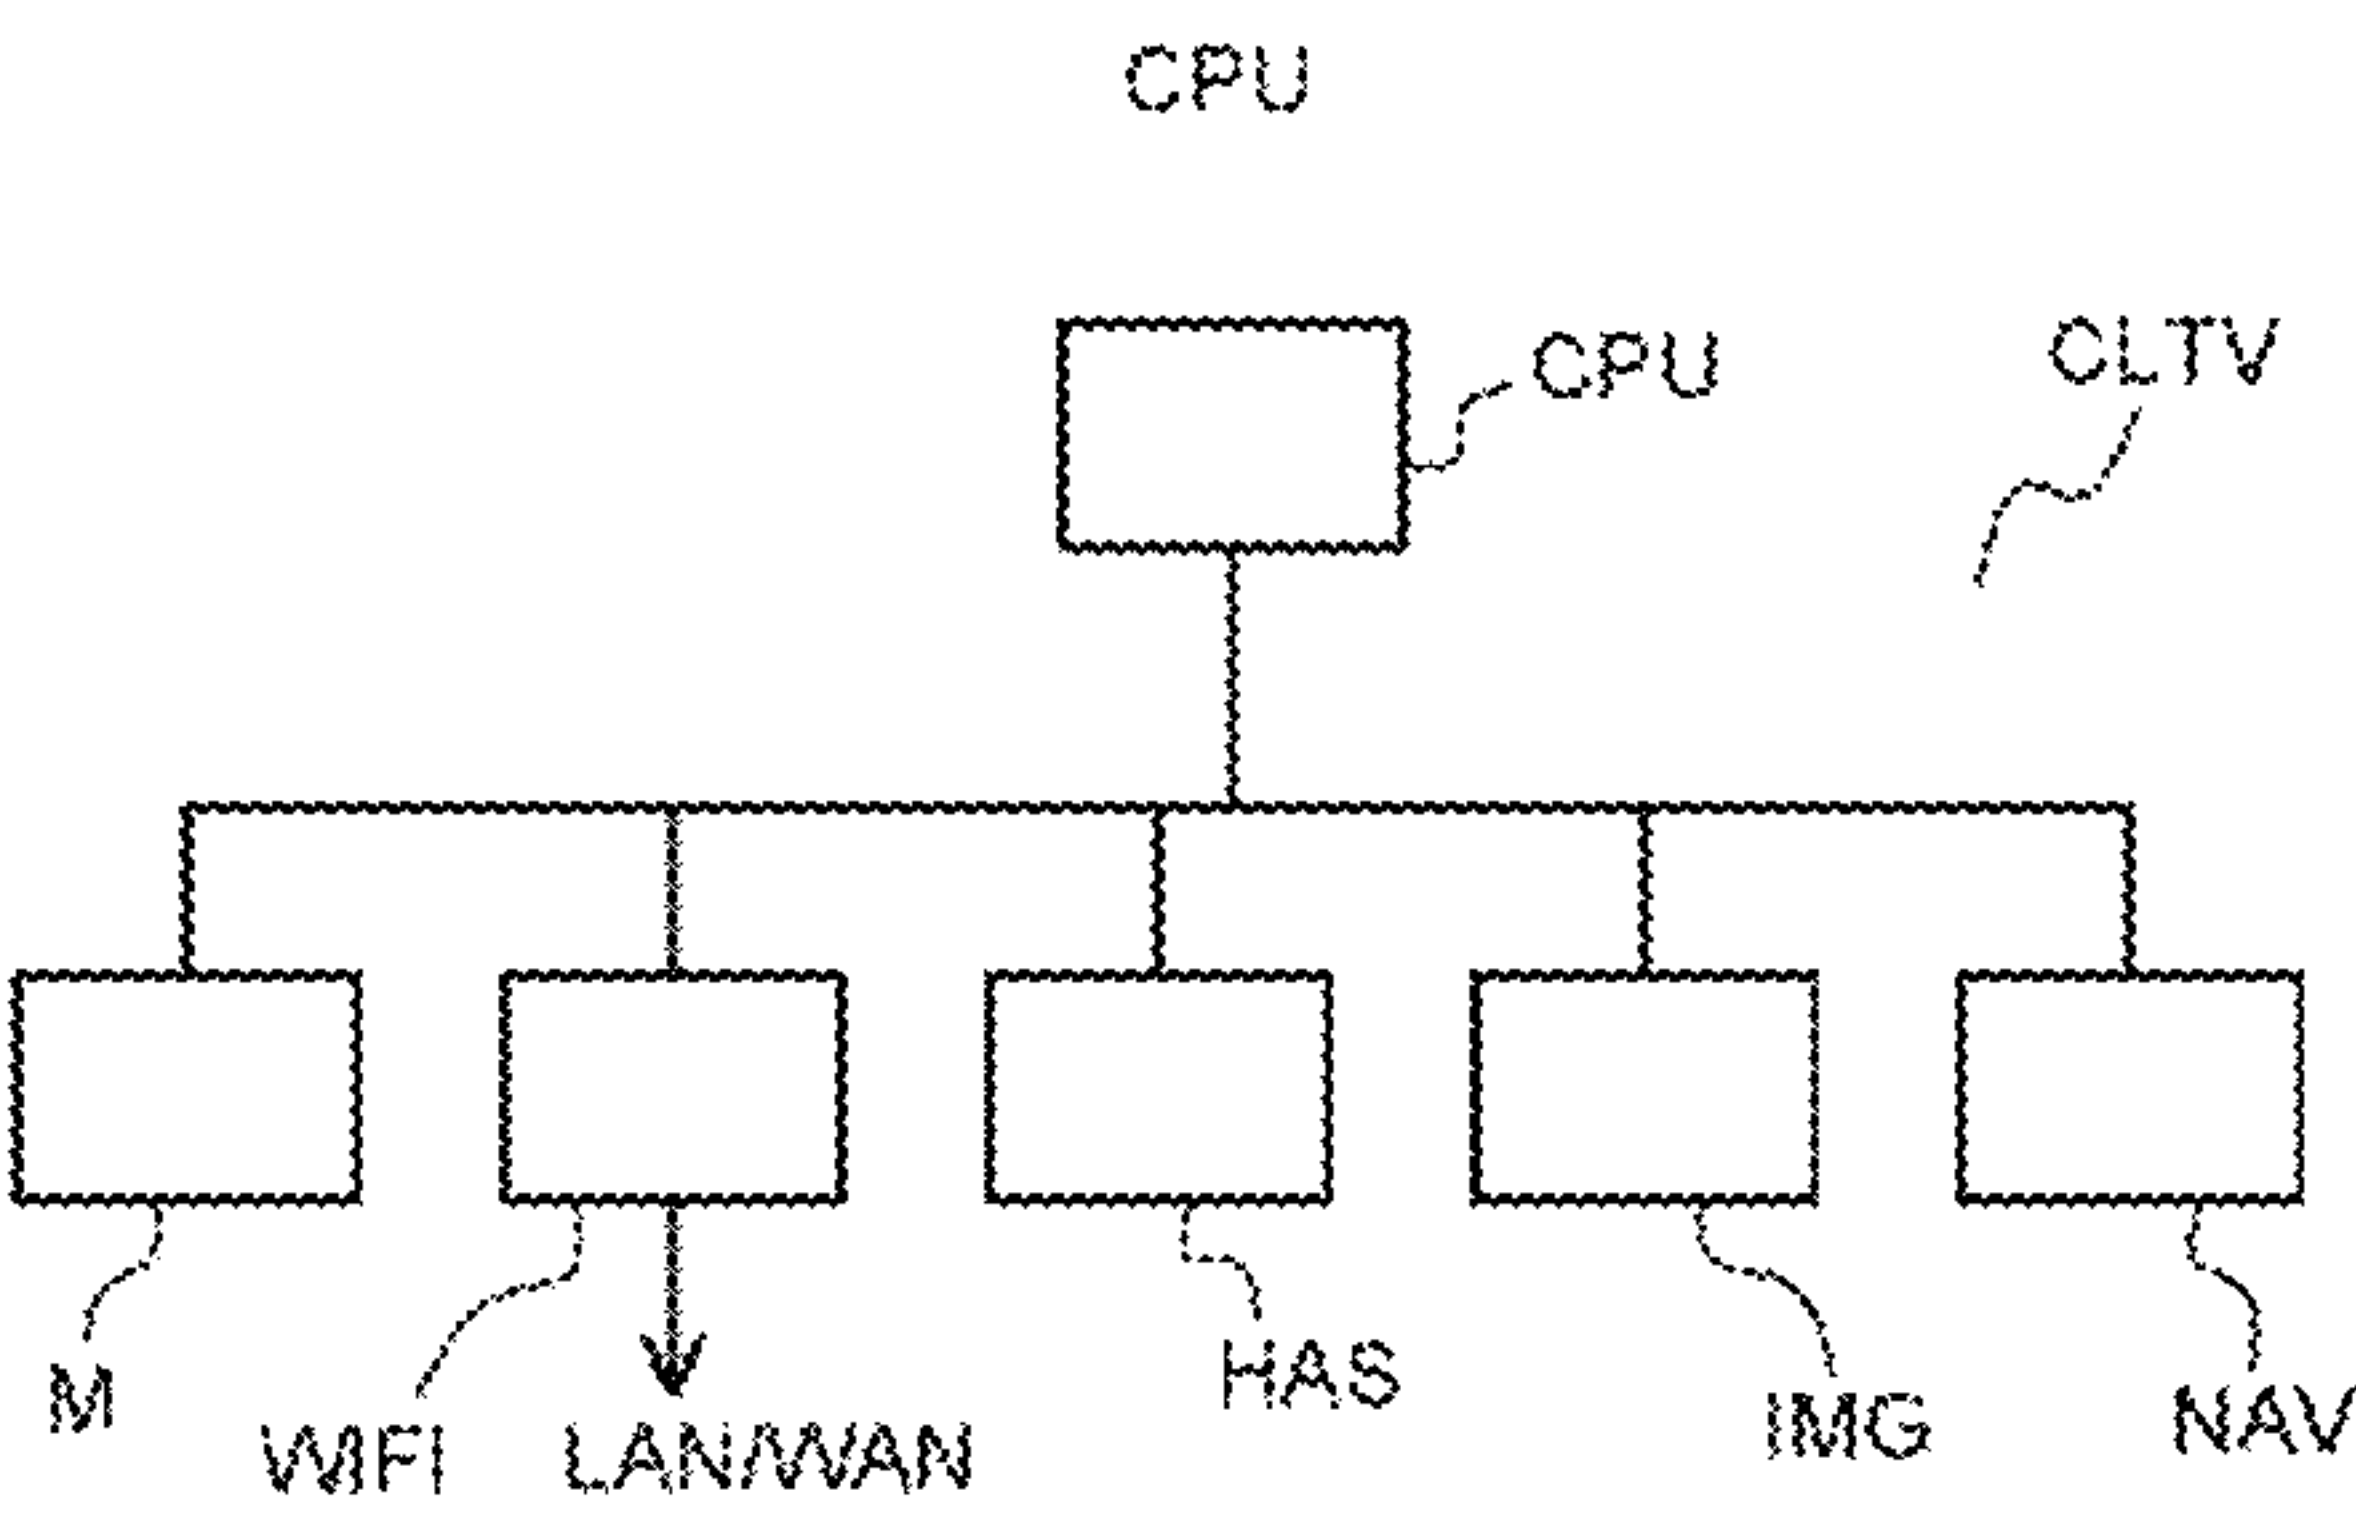 CPU
CPU
CLTV
M
WIFI
LAN/WAN
HAS
IMG
NAV